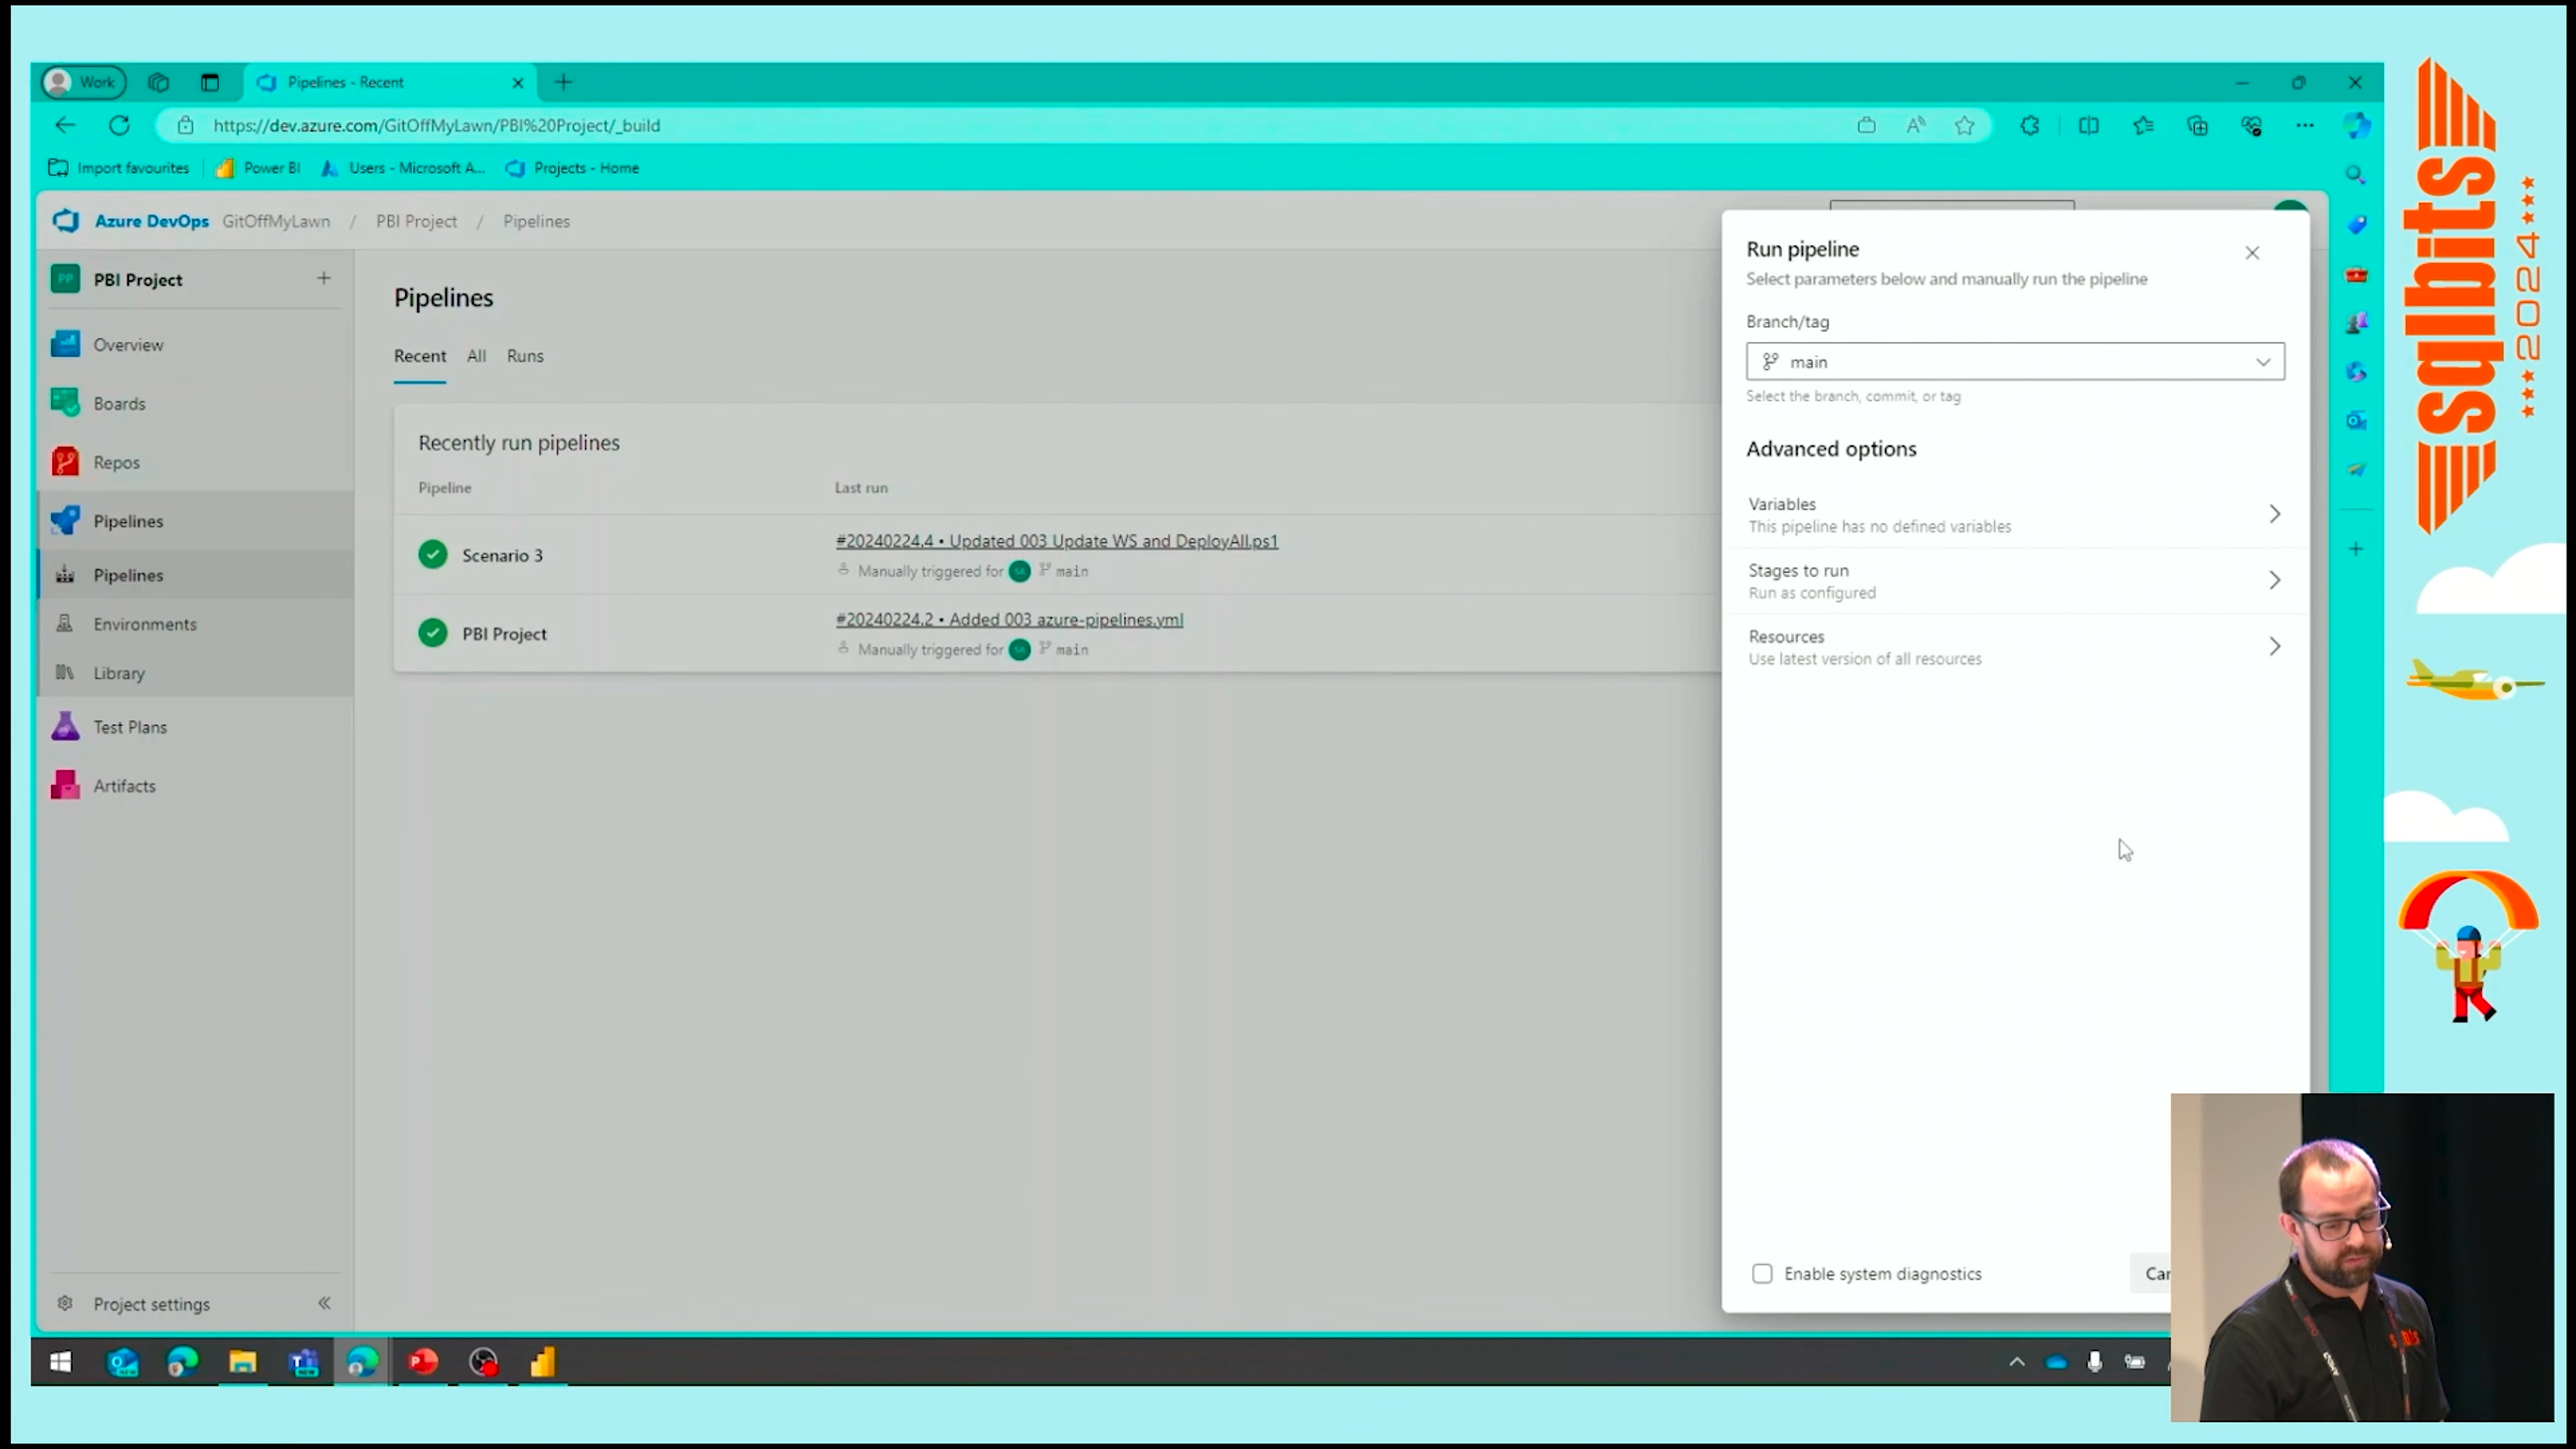 Work
Pipelines - Recent
https://dev.azure.com/GitOffMyLawn/PBI%20Project/_build
Import favourites
Power BI
Users - Microsoft A...
Projects - Home
Azure DevOps GitOffMyLawn / PBI Project / Pipelines
PP PBI Project
Overview
Boards
Repos
Pipelines
Pipelines
Environments
Library
Test Plans
Artifacts
Project settings
Pipelines
Recent All Runs
Recently run pipelines
Pipeline Last run
Scenario 3
#20240224.4 • Updated 003 Update WS and DeployAll.ps1
Manually triggered for main
PBI Project
#20240224.2 • Added 003 azure-pipelines.yml
Manually triggered for main
Run pipeline
Select parameters below and manually run the pipeline
Branch/tag
main
Select the branch, commit, or tag
Advanced options
Variables
This pipeline has no defined variables
Stages to run
Run as configured
Resources
Use latest version of all resources
Enable system diagnostics
Can
sqlbits
2024